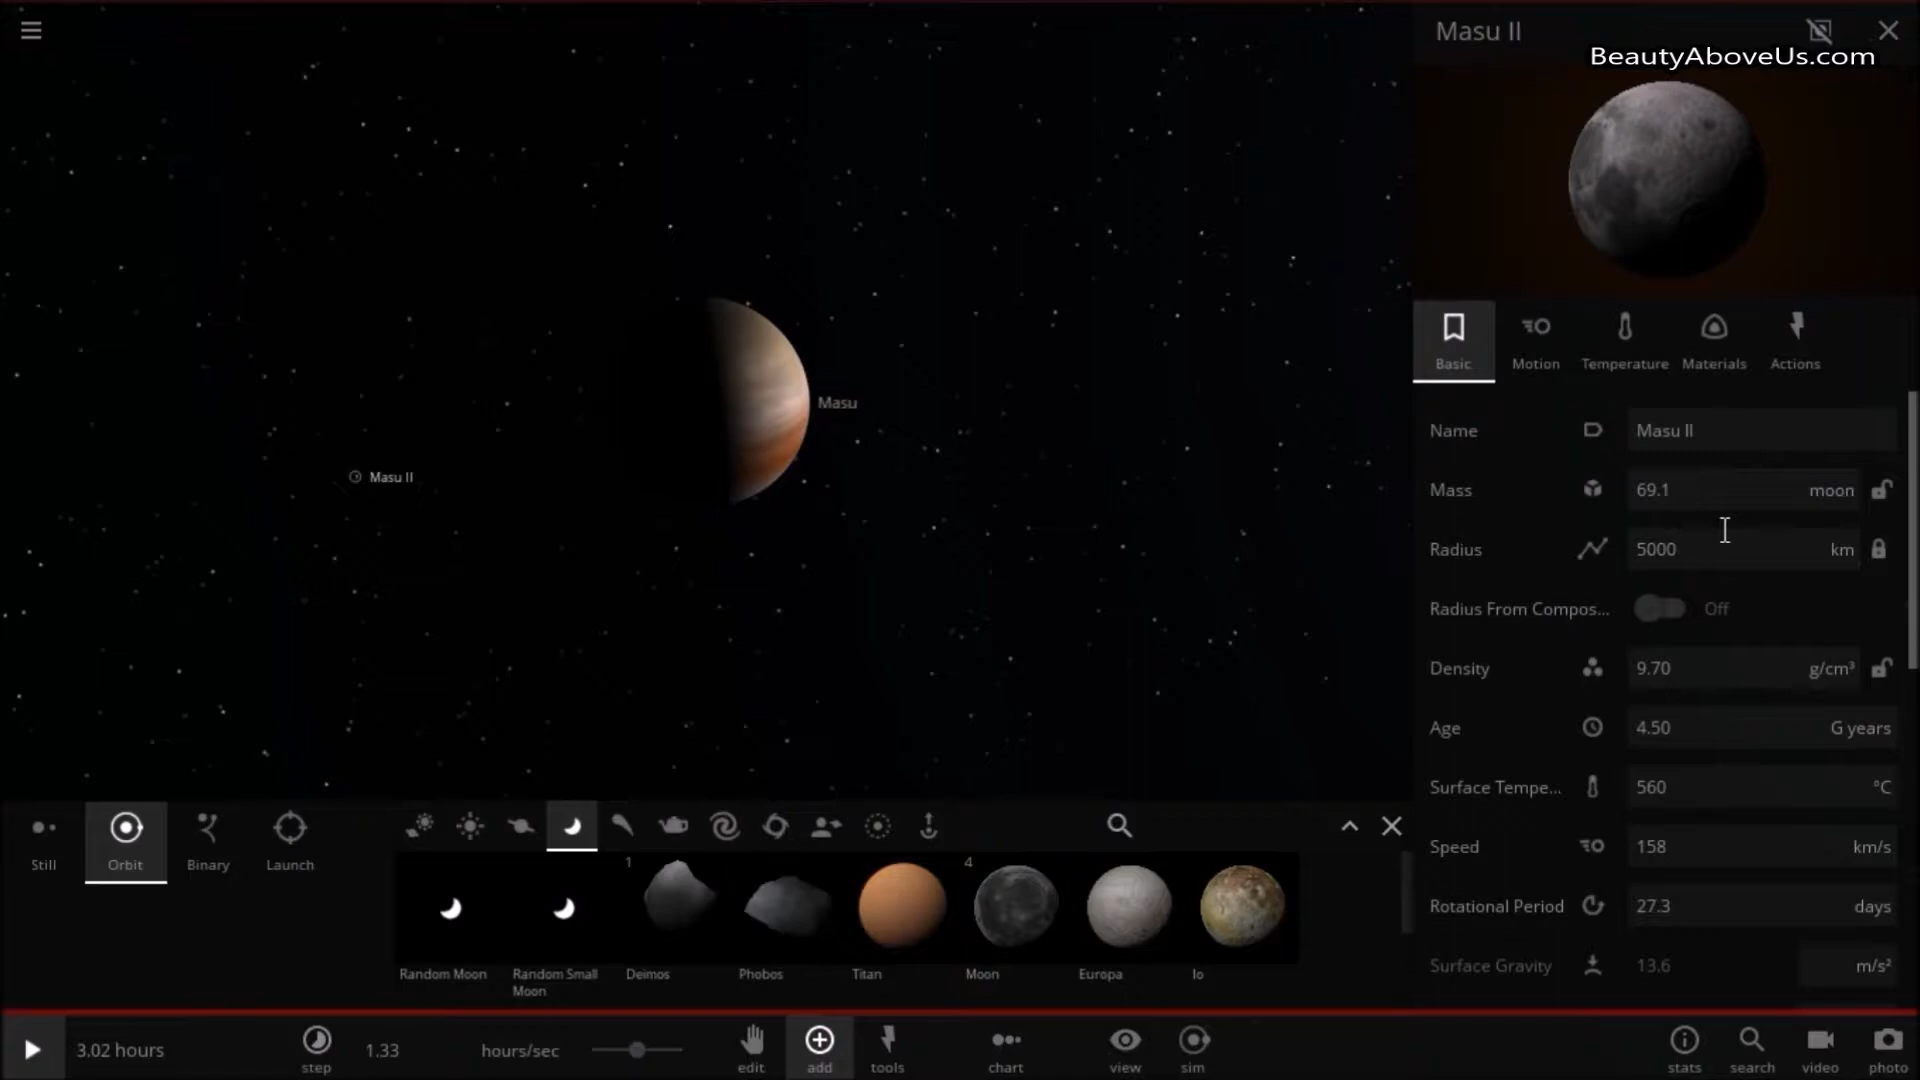 Masu II
BeautyAboveUs.com
Masu
Masu II
Basic
Motion
Temperature
Materials
Actions
Name
Masu II
Mass
69.1
moon
Radius
5000
km
Radius From Compos...
Off
Density
9.70
g/cm³
Age
4.50
G years
Surface Tempe...
560
°C
Speed
158
km/s
Rotational Period
27.3
days
Surface Gravity
13.6
m/s²
Still
Orbit
Binary
Launch
1
4
Random Moon
Random Small
Moon
Deimos
Phobos
Titan
Moon
Europa
Io
3.02 hours
step
1.33
hours/sec
edit
add
tools
chart
view
sim
stats
search
video
photo